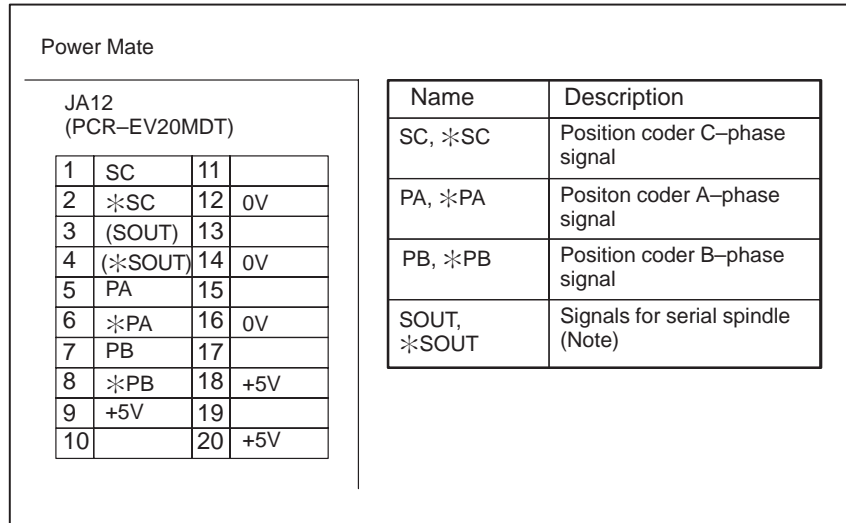 Power Mate
JA12
(PCR–EV20MDT)
1 SC 11
2 ✳SC 12 0V
3 (SOUT) 13
4 (✳SOUT) 14 0V
5 PA 15
6 ✳PA 16 0V
7 PB 17
8 ✳PB 18 +5V
9 +5V 19
10 20 +5V
Name Description
SC, ✳SC Position coder C–phase
signal
PA, ✳PA Positon coder A–phase
signal
PB, ✳PB Position coder B–phase
signal
SOUT, Signals for serial spindle
✳SOUT (Note)